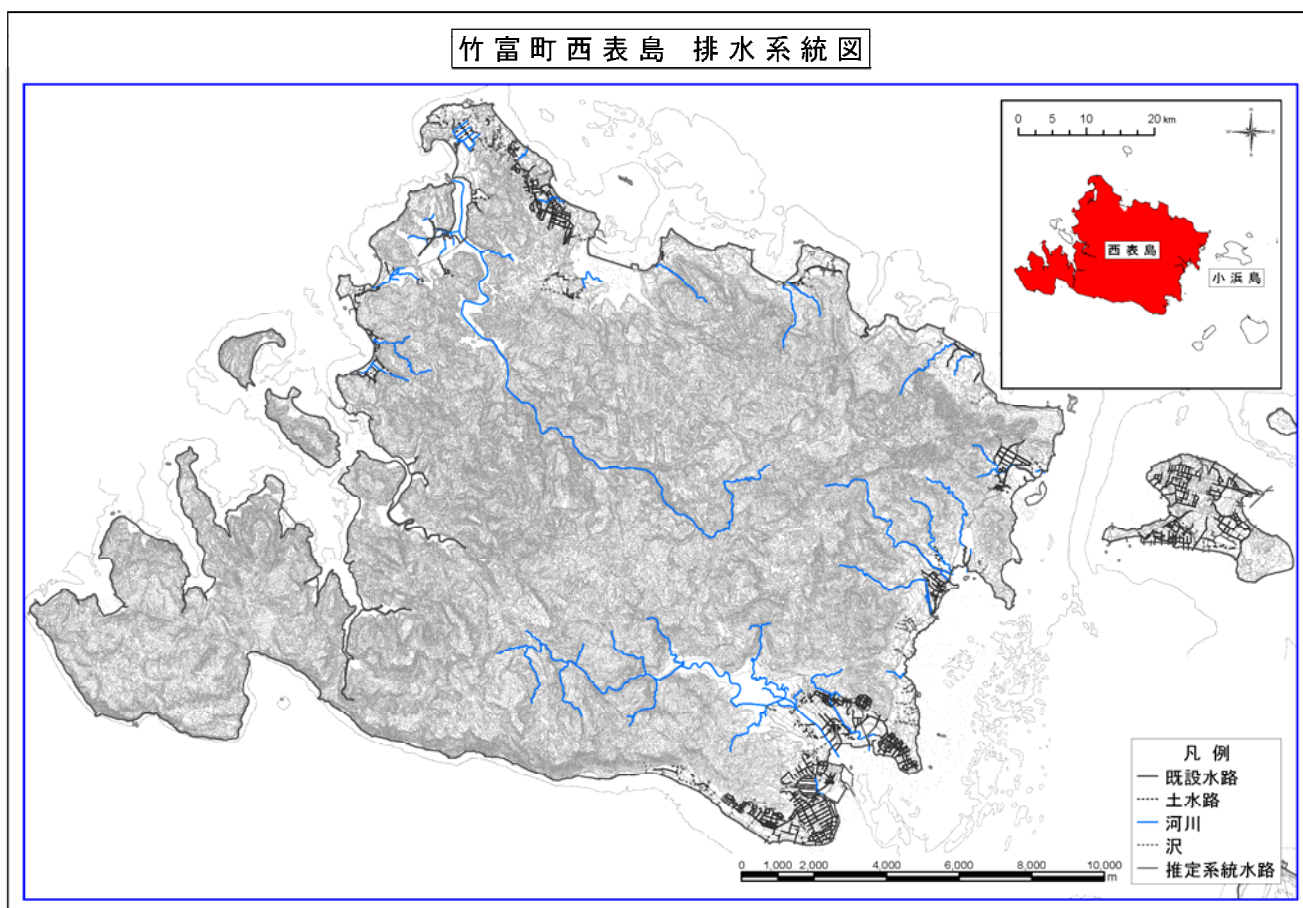 竹富町西表島 排水系統図
0 5 10 20 km
西表島
小浜島
凡例
既設水路
土水路
河川
沢
推定系統水路
0 1,000 2,000 4,000 6,000 8,000 10,000
m